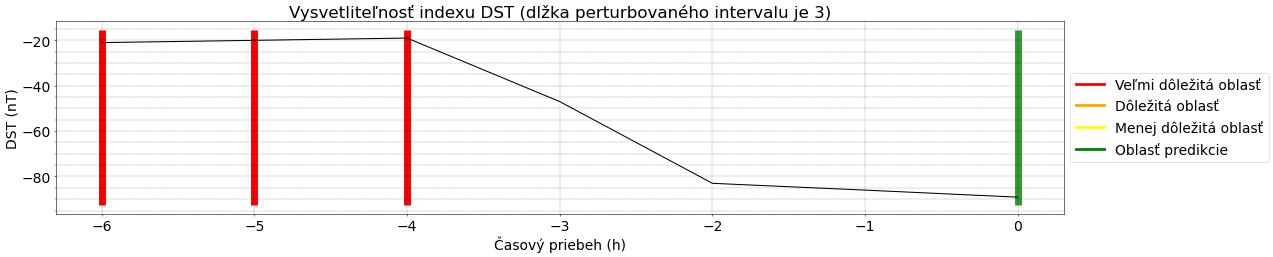 Vysvetliteľnosť indexu DST (dĺžka perturbovaného intervalu je 3)
−20
−40
−60
−80
DST (nT)
−6 −5 −4 −3 −2 −1 0
Časový priebeh (h)
Veľmi dôležitá oblasť
Dôležitá oblasť
Menej dôležitá oblasť
Oblasť predikcie